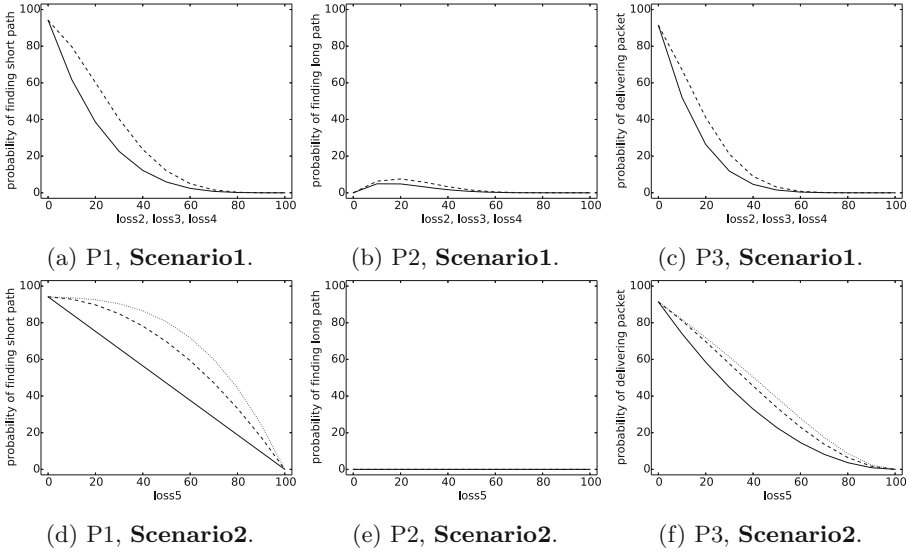 probability of finding short path
100
80
60
40
20
0
0 20 40 60 80 100
loss2, loss3, loss4
(a) P1, Scenario1.
probability of finding long path
100
80
60
40
20
0
0 20 40 60 80 100
loss2, loss3, loss4
(b) P2, Scenario1.
probability of delivering packet
100
80
60
40
20
0
0 20 40 60 80 100
loss2, loss3, loss4
(c) P3, Scenario1.
probability of finding short path
100
80
60
40
20
0
0 20 40 60 80 100
loss5
(d) P1, Scenario2.
probability of finding long path
100
80
60
40
20
0
0 20 40 60 80 100
loss5
(e) P2, Scenario2.
probability of delivering packet
100
80
60
40
20
0
0 20 40 60 80 100
loss5
(f) P3, Scenario2.